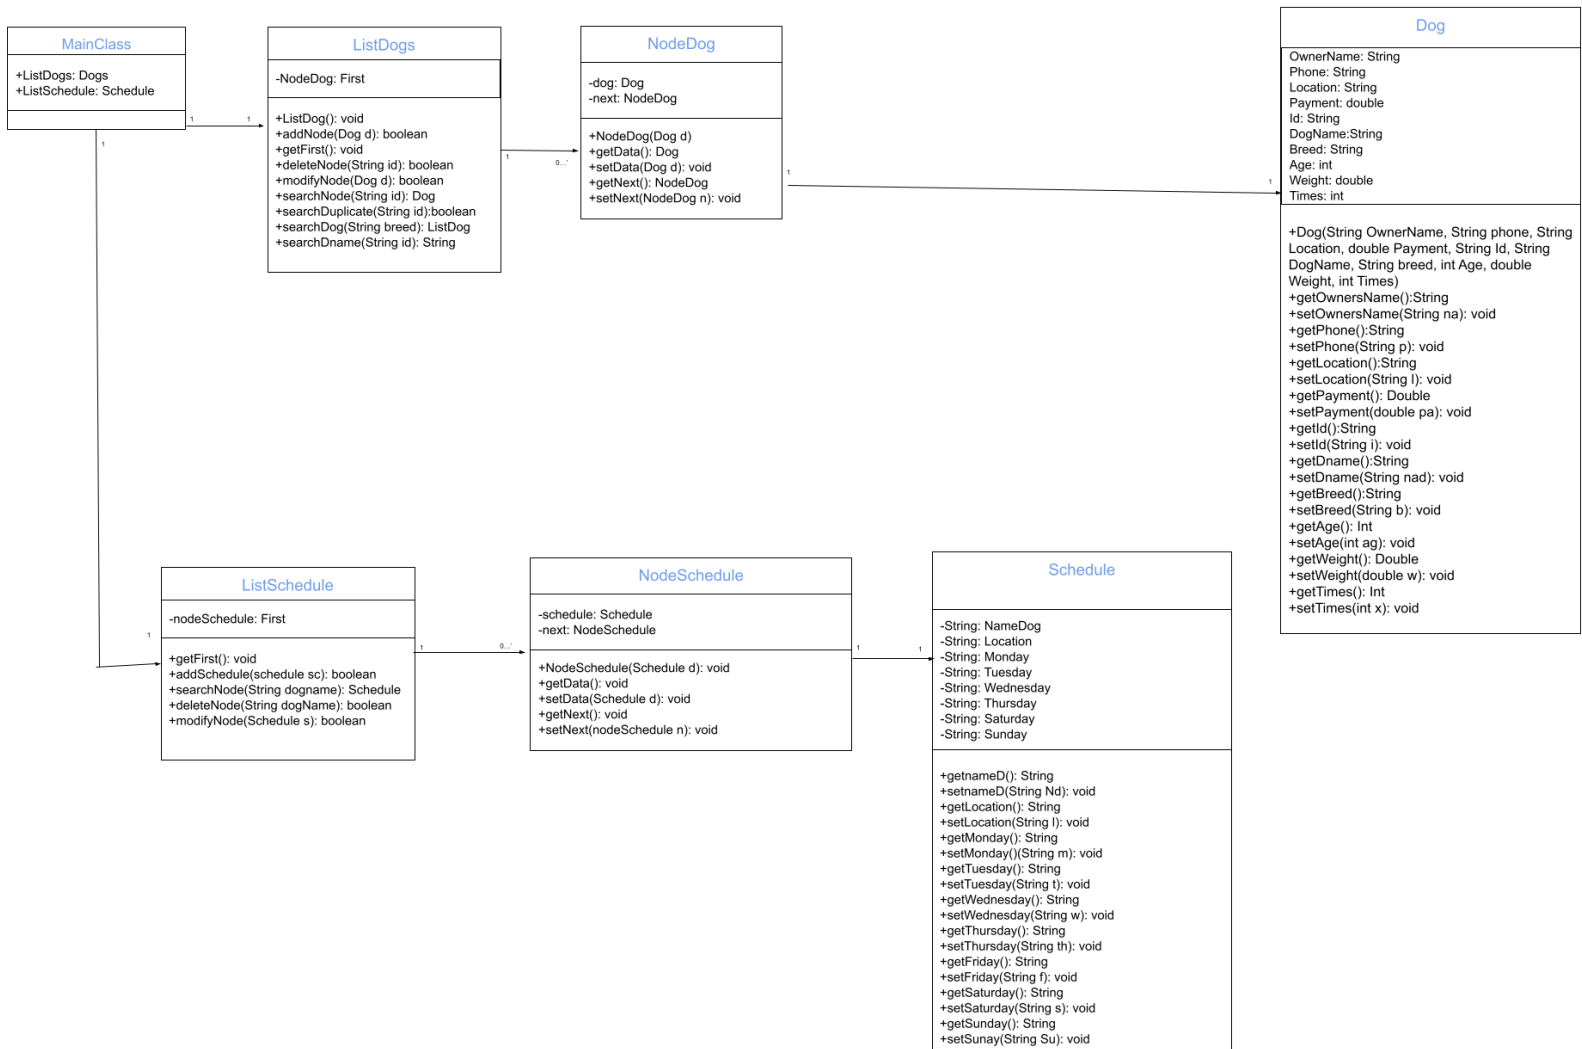 MainClass
+ListDogs: Dogs
+ListSchedule: Schedule
1
1
1
ListDogs
-NodeDog: First
+ListDog(): void
+addNode(Dog d): boolean
+getFirst(): void
+deleteNode(String id): boolean
+modifyNode(Dog d): boolean
+searchNode(String id): Dog
+searchDuplicate(String id):boolean
+searchDog(String breed): ListDog
+searchDname(String id): String
1
0...'
NodeDog
-dog: Dog
-next: NodeDog
+NodeDog(Dog d)
+getData(): Dog
+setData(Dog d): void
+getNext(): NodeDog
+setNext(NodeDog n): void
1
1
Dog
OwnerName: String
Phone: String
Location: String
Payment: double
Id: String
DogName:String
Breed: String
Age: int
Weight: double
Times: int
+Dog(String OwnerName, String phone, String
Location, double Payment, String Id, String
DogName, String breed, int Age, double
Weight, int Times)
+getOwnersName():String
+setOwnersName(String na): void
+getPhone():String
+setPhone(String p): void
+getLocation():String
+setLocation(String l): void
+getPayment(): Double
+setPayment(double pa): void
+getId():String
+setId(String i): void
+getDname():String
+setDname(String nad): void
+getBreed():String
+setBreed(String b): void
+getAge(): Int
+setAge(int ag): void
+getWeight(): Double
+setWeight(double w): void
+getTimes(): Int
+setTimes(int x): void
1
ListSchedule
-nodeSchedule: First
+getFirst(): void
+addSchedule(schedule sc): boolean
+searchNode(String dogname): Schedule
+deleteNode(String dogName): boolean
+modifyNode(Schedule s): boolean
1
0...'
NodeSchedule
-schedule: Schedule
-next: NodeSchedule
+NodeSchedule(Schedule d): void
+getData(): void
+setData(Schedule d): void
+getNext(): void
+setNext(nodeSchedule n): void
1
1
Schedule
-String: NameDog
-String: Location
-String: Monday
-String: Tuesday
-String: Wednesday
-String: Thursday
-String: Saturday
-String: Sunday
+getnameD(): String
+setnameD(String Nd): void
+getLocation(): String
+setLocation(String l): void
+getMonday(): String
+setMonday()(String m): void
+getTuesday(): String
+setTuesday(String t): void
+getWednesday(): String
+setWednesday(String w): void
+getThursday(): String
+setThursday(String th): void
+getFriday(): String
+setFriday(String f): void
+getSaturday(): String
+setSaturday(String s): void
+getSunday(): String
+setSunay(String Su): void